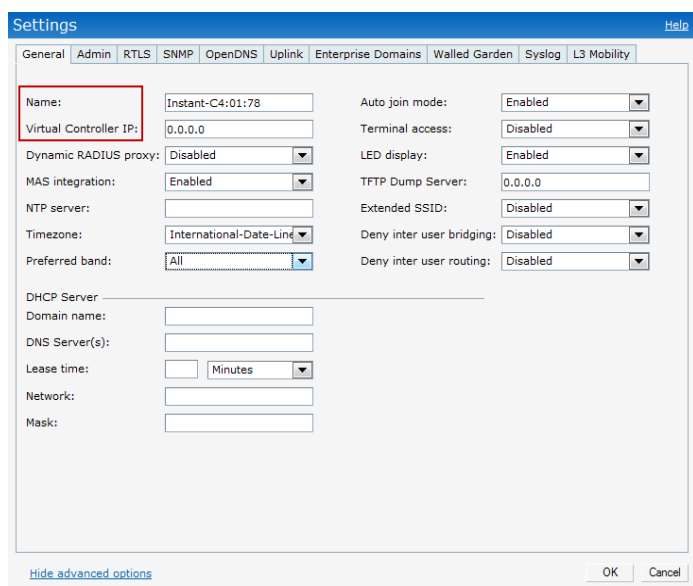 Settings Help
General Admin RTLS SNMP OpenDNS Uplink Enterprise Domains Walled Garden Syslog L3 Mobility
Name: Instant-C4:01:78 Auto join mode: Enabled
Virtual Controller IP: 0.0.0.0 Terminal access: Disabled
Dynamic RADIUS proxy: Disabled LED display: Enabled
MAS integration: Enabled TFTP Dump Server: 0.0.0.0
NTP server: Extended SSID: Disabled
Timezone: International-Date-Line Deny inter user bridging: Disabled
Preferred band: All Deny inter user routing: Disabled
DHCP Server
Domain name:
DNS Server(s):
Lease time: Minutes
Network:
Mask:
Hide advanced options OK Cancel